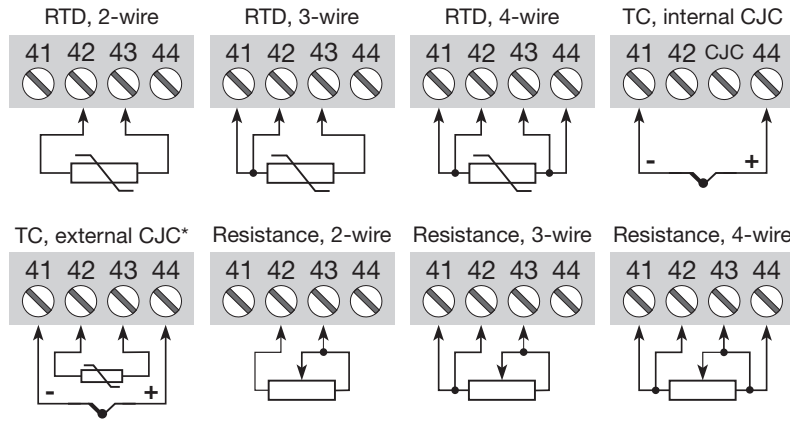 RTD, 2-wire
RTD, 3-wire
RTD, 4-wire
TC, internal CJC
41 42 43 44
41 42 43 44
41 42 43 44
41 42 CJC 44
- +
TC, external CJC*
Resistance, 2-wire
Resistance, 3-wire
Resistance, 4-wire
41 42 43 44
41 42 43 44
41 42 43 44
41 42 43 44
- +